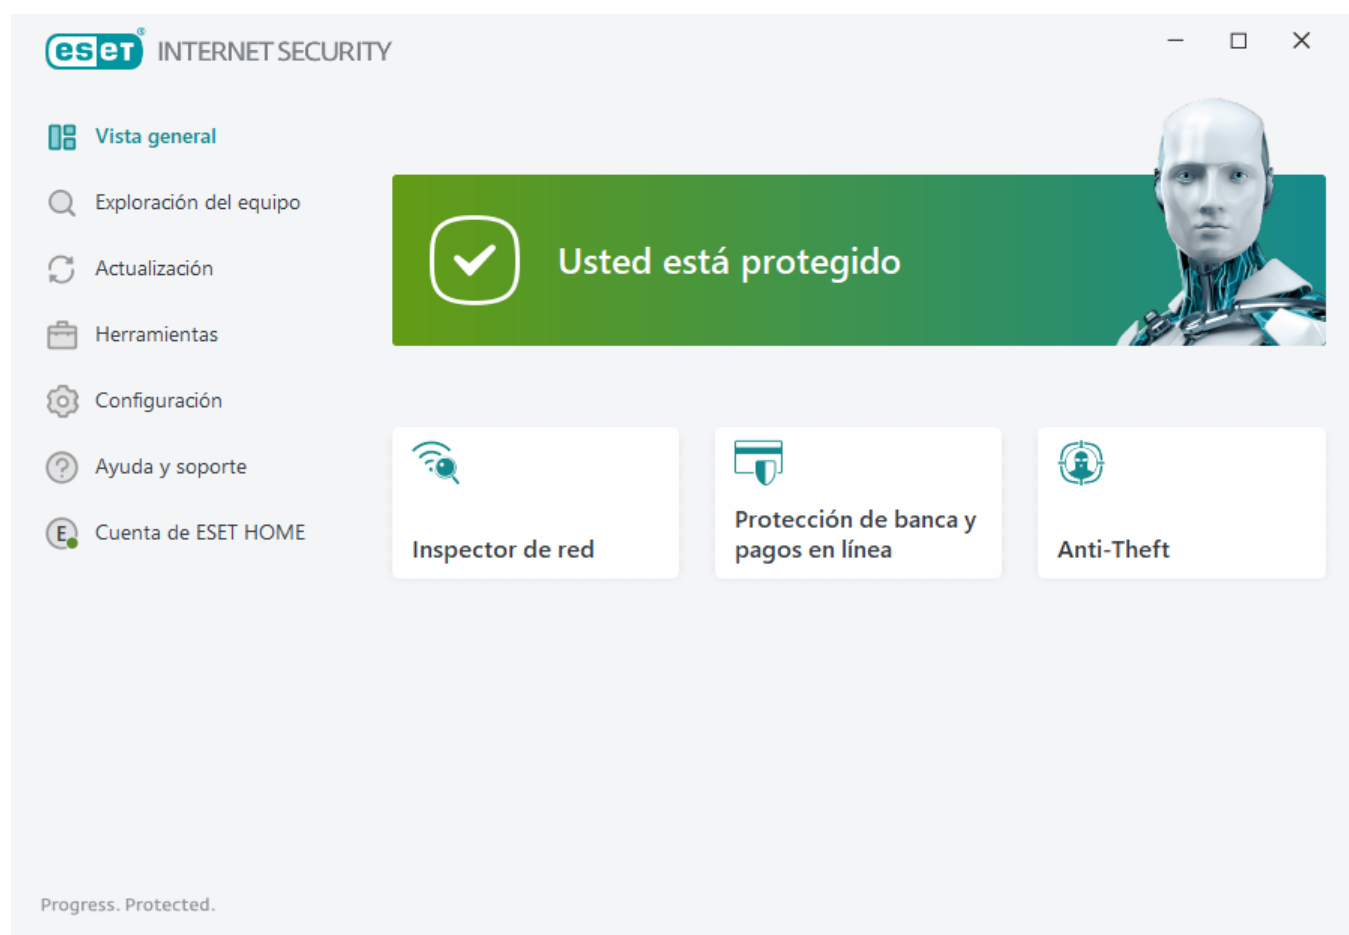 eset® INTERNET SECURITY
Vista general
Exploración del equipo
Actualización
Herramientas
Configuración
Ayuda y soporte
E Cuenta de ESET HOME
Usted está protegido
Inspector de red
Protección de banca y
pagos en línea
Anti-Theft
Progress. Protected.